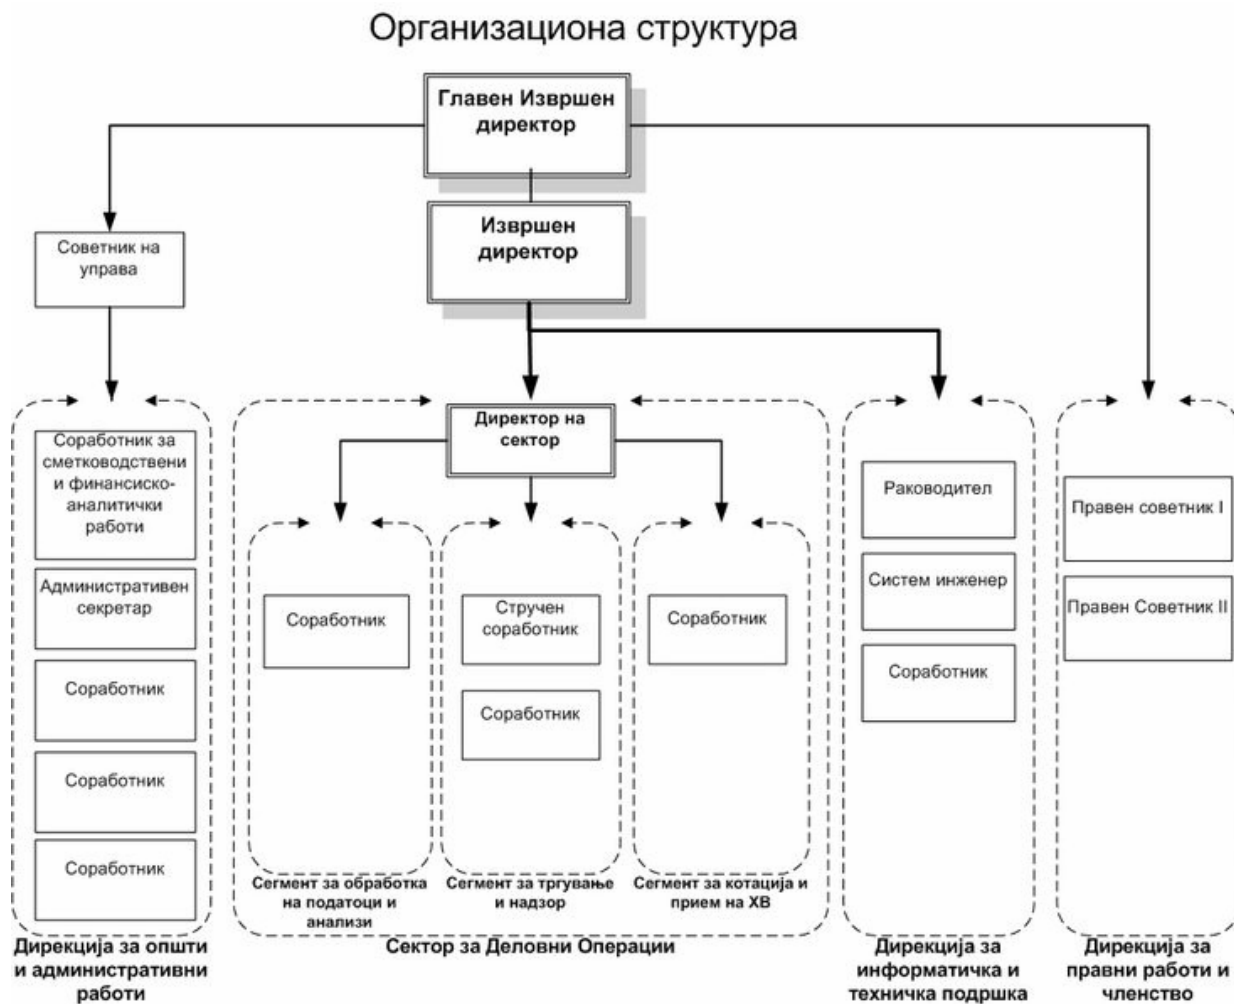 Организациона структура
Главен Извршен
директор
Извршен
директор
Советник на
управа
Соработник за
сметководствени
и финансиско-
аналитички
работи
Административен
секретар
Соработник
Соработник
Соработник
Дирекција за општи
и административни
работи
Директор на
сектор
Соработник
Сегмент за обработка
на податоци и
анализи
Стручен
соработник
Соработник
Сегмент за тргување
и надзор
Соработник
Сегмент за котација и
прием на ХВ
Сектор за Деловни Операции
Раководител
Систем инженер
Соработник
Дирекција за
информатичка и
техничка подршка
Правен советник I
Правен Советник II
Дирекција за
правни работи и
членство